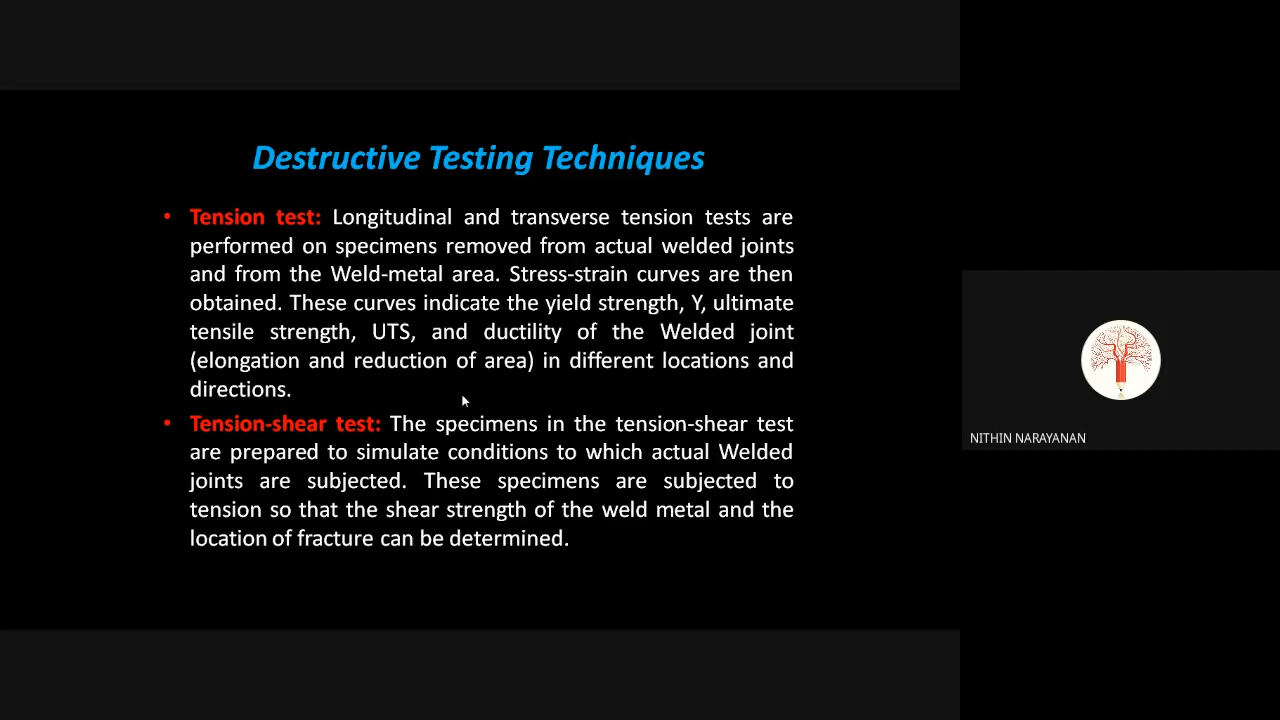 Destructive Testing Techniques
• Tension test: Longitudinal and transverse tension tests are
performed on specimens removed from actual welded joints
and from the Weld-metal area. Stress-strain curves are then
obtained. These curves indicate the yield strength, Y, ultimate
tensile strength, UTS, and ductility of the Welded joint
(elongation and reduction of area) in different locations and
directions.
• Tension-shear test: The specimens in the tension-shear test
are prepared to simulate conditions to which actual Welded
joints are subjected. These specimens are subjected to
tension so that the shear strength of the weld metal and the
location of fracture can be determined.
NITHIN NARAYANAN